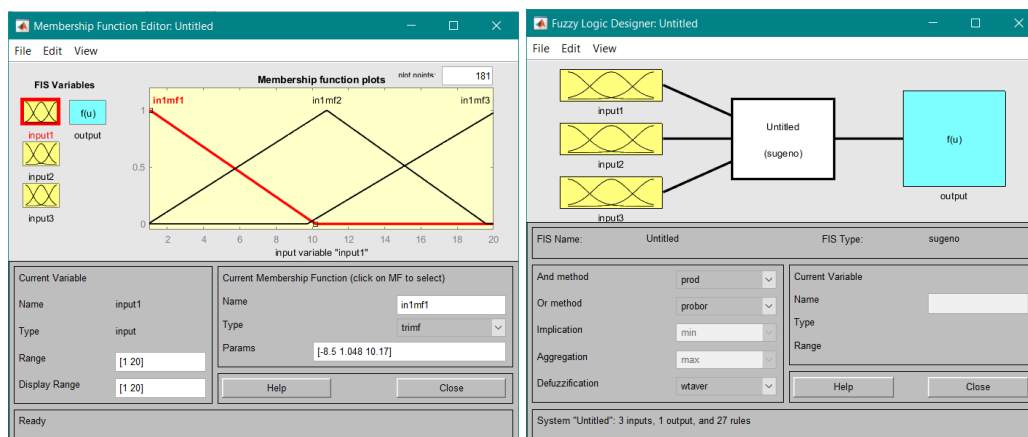 Membership Function Editor: Untitled
File Edit View
FIS Variables
Membership function plots
plot points:
181
f(u)
input1
output
input2
input3
in1mf1
in1mf2
in1mf3
1
0.5
0
2 4 6 8 10 12 14 16 18 20
input variable "input1"
Current Variable
Name input1
Type input
Range [1 20]
Display Range [1 20]
Current Membership Function (click on MF to select)
Name in1mf1
Type trimf
Params [-8.5 1.048 10.17]
Help Close
Ready
Fuzzy Logic Designer: Untitled
File Edit View
input1
input2
input3
Untitled
(sugeno)
f(u)
output
FIS Name: Untitled FIS Type: sugeno
And method prod
Or method probor
Implication min
Aggregation max
Defuzzification wtaver
Current Variable
Name
Type
Range
Help Close
System "Untitled": 3 inputs, 1 output, and 27 rules